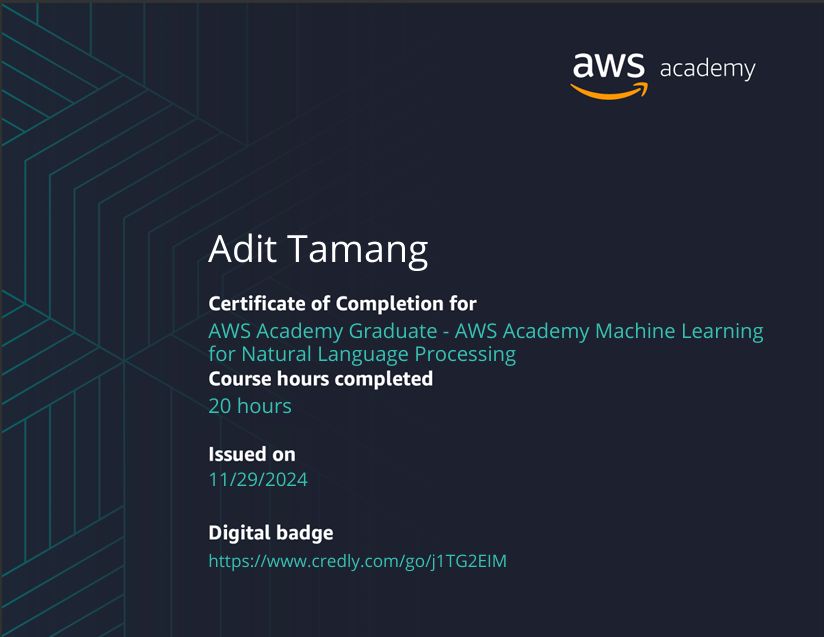 aws academy
Adit Tamang
Certificate of Completion for
AWS Academy Graduate - AWS Academy Machine Learning
for Natural Language Processing
Course hours completed
20 hours
Issued on
11/29/2024
Digital badge
https://www.credly.com/go/j1TG2EIM